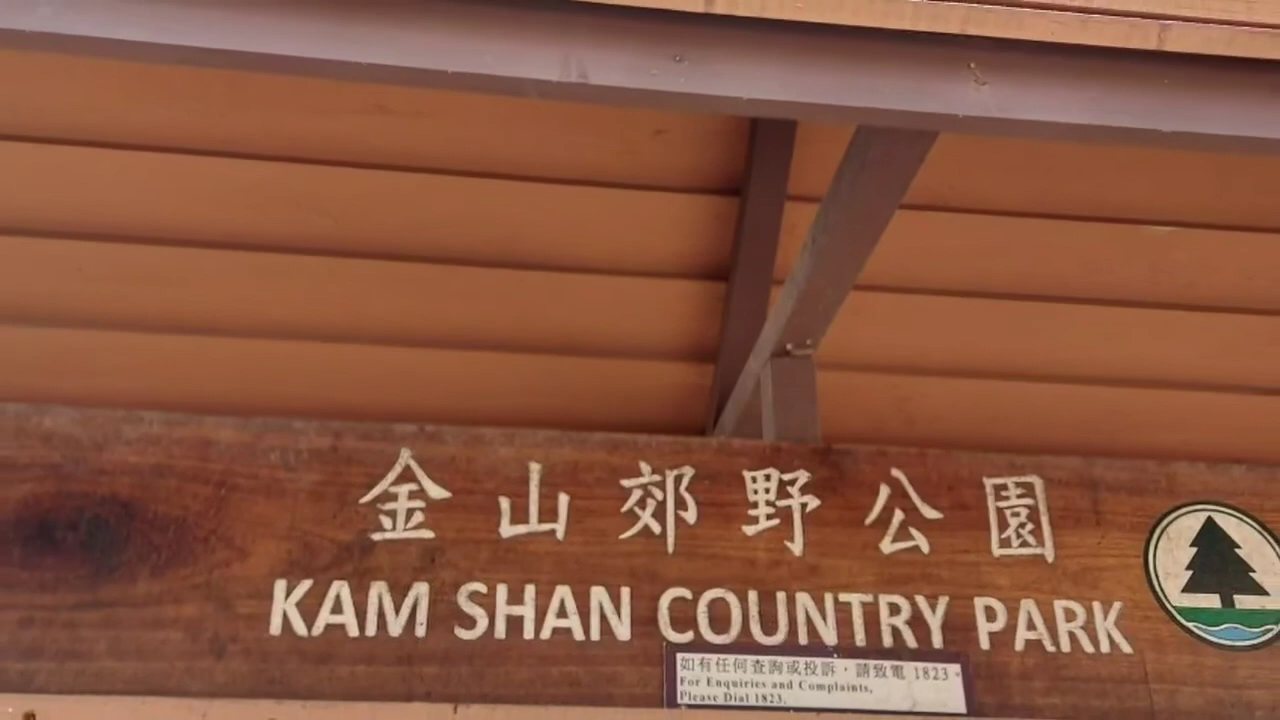 金山郊野公園
KAM SHAN COUNTRY PARK
如有任何查詢或投訴，請致電 1823。
For Enquiries and Complaints,
Please Dial 1823.